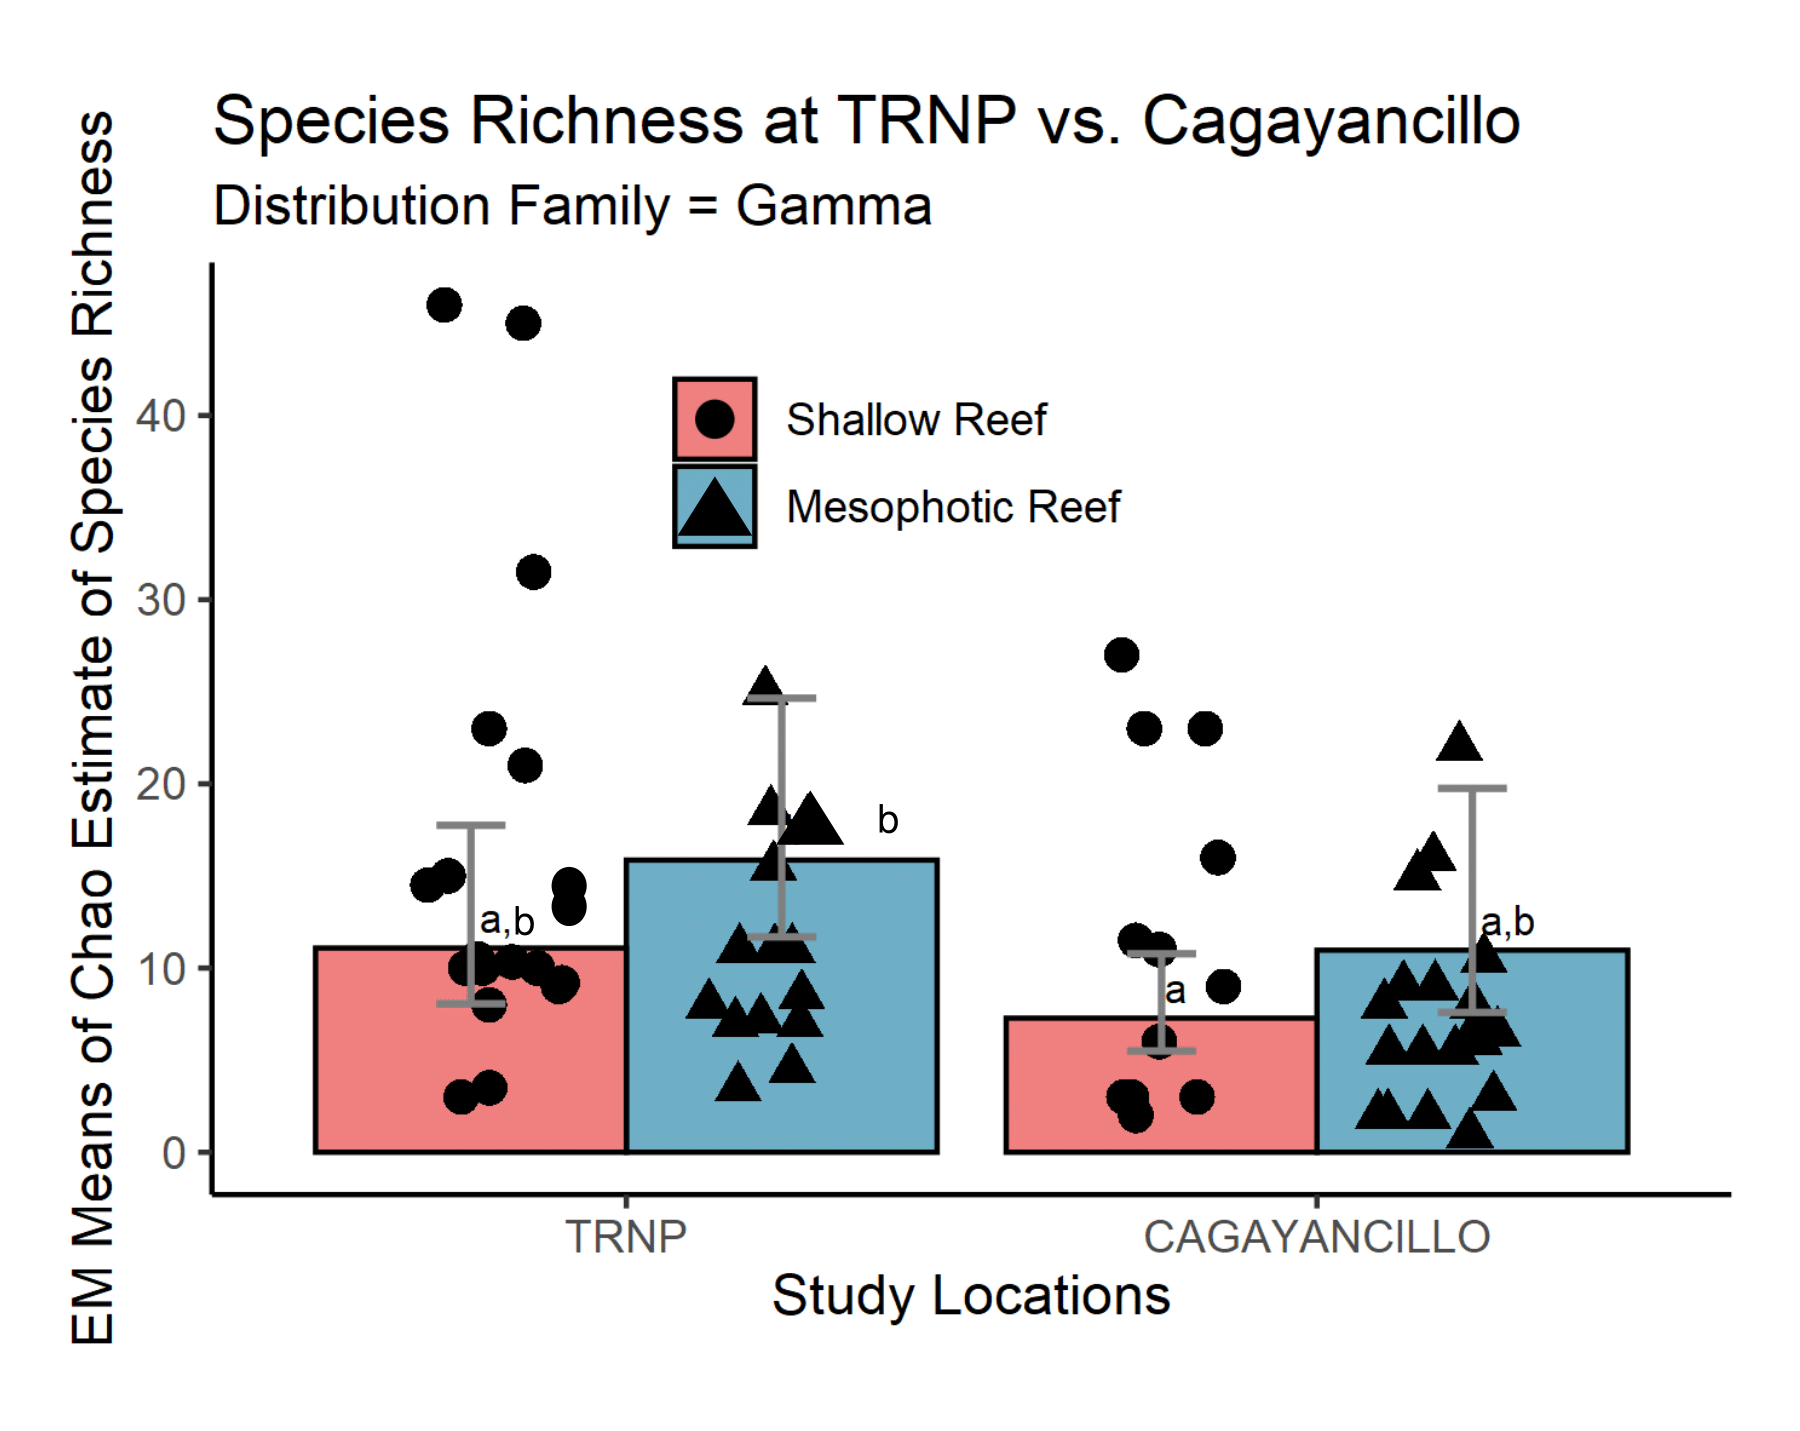 Species Richness at TRNP vs. Cagayancillo
Distribution Family = Gamma
EM Means of Chao Estimate of Species Richness
40
30
20
10
0
Shallow Reef
Mesophotic Reef
a,b
b
a
a,b
TRNP
CAGAYANCILLO
Study Locations